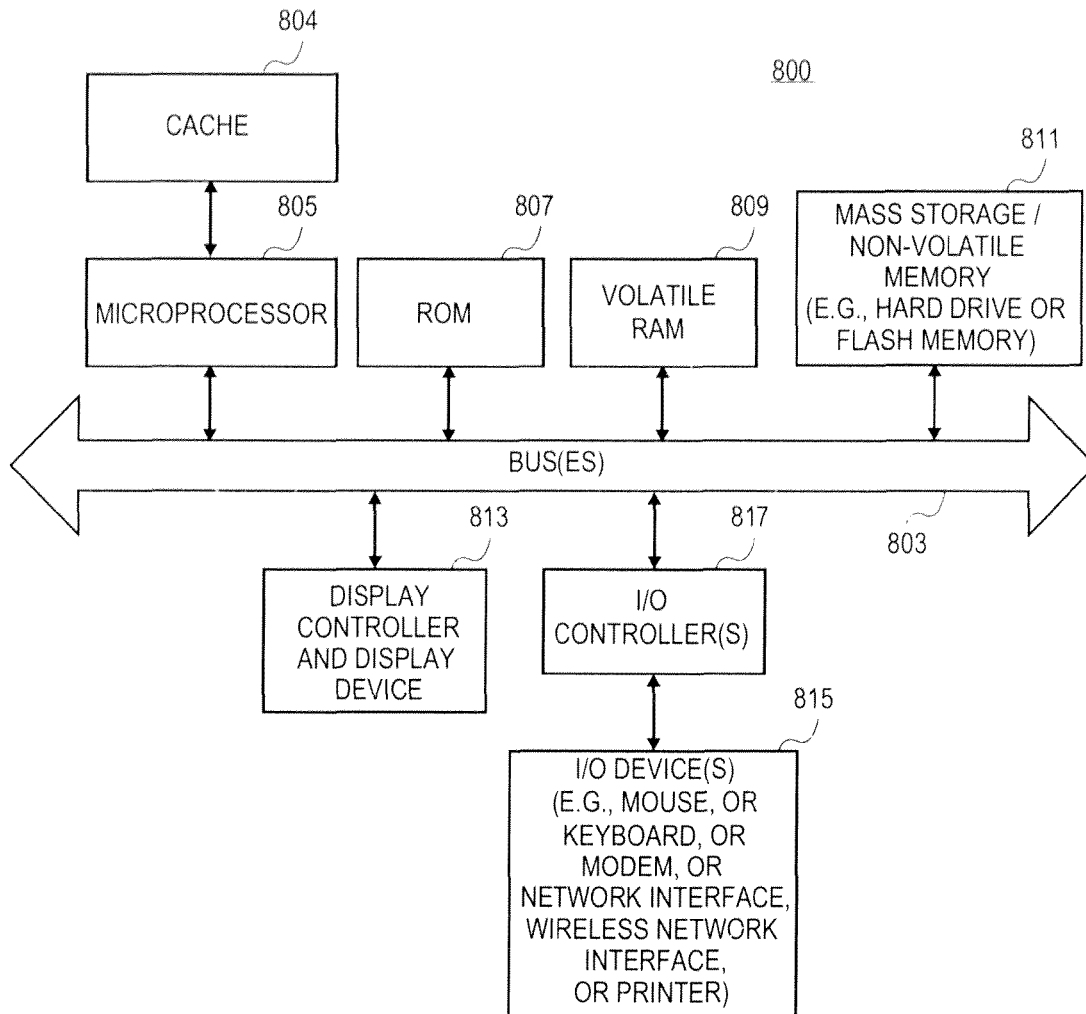 804
800
CACHE
811
805
807
809
MASS STORAGE /
NON-VOLATILE
MEMORY
(E.G., HARD DRIVE OR
FLASH MEMORY)
MICROPROCESSOR
ROM
VOLATILE
RAM
BUS(ES)
813
817
803
DISPLAY
CONTROLLER
AND DISPLAY
DEVICE
I/O
CONTROLLER(S)
815
I/O DEVICE(S)
(E.G., MOUSE, OR
KEYBOARD, OR
MODEM, OR
NETWORK INTERFACE,
WIRELESS NETWORK
INTERFACE,
OR PRINTER)